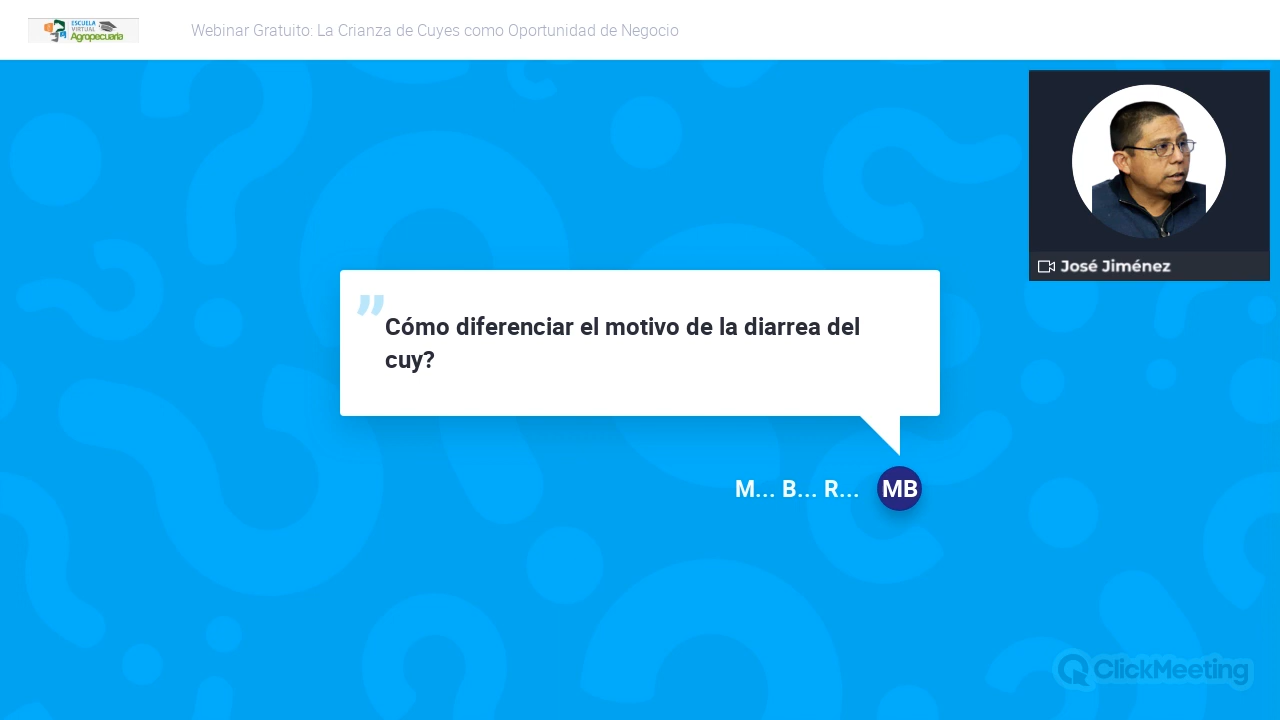 ESCUELA
VIRTUAL
Agropecuaria
Webinar Gratuito: La Crianza de Cuyes como Oportunidad de Negocio
José Jiménez
Cómo diferenciar el motivo de la diarrea del
cuy?
M... B... R... MB
ClickMeeting